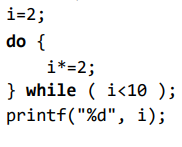 i=2;
do {
    i*=2;
} while ( i<10 );
printf("%d", i);